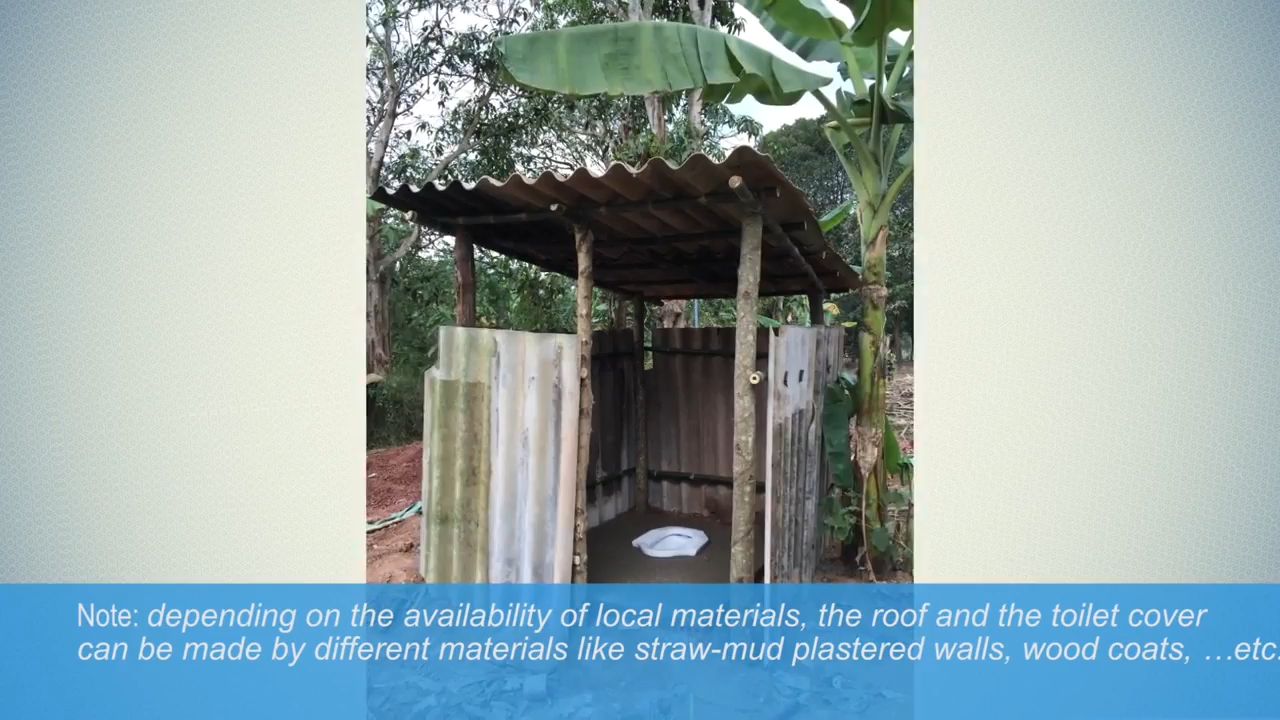 Note: depending on the availability of local materials, the roof and the toilet cover
can be made by different materials like straw-mud plastered walls, wood coats, …etc.